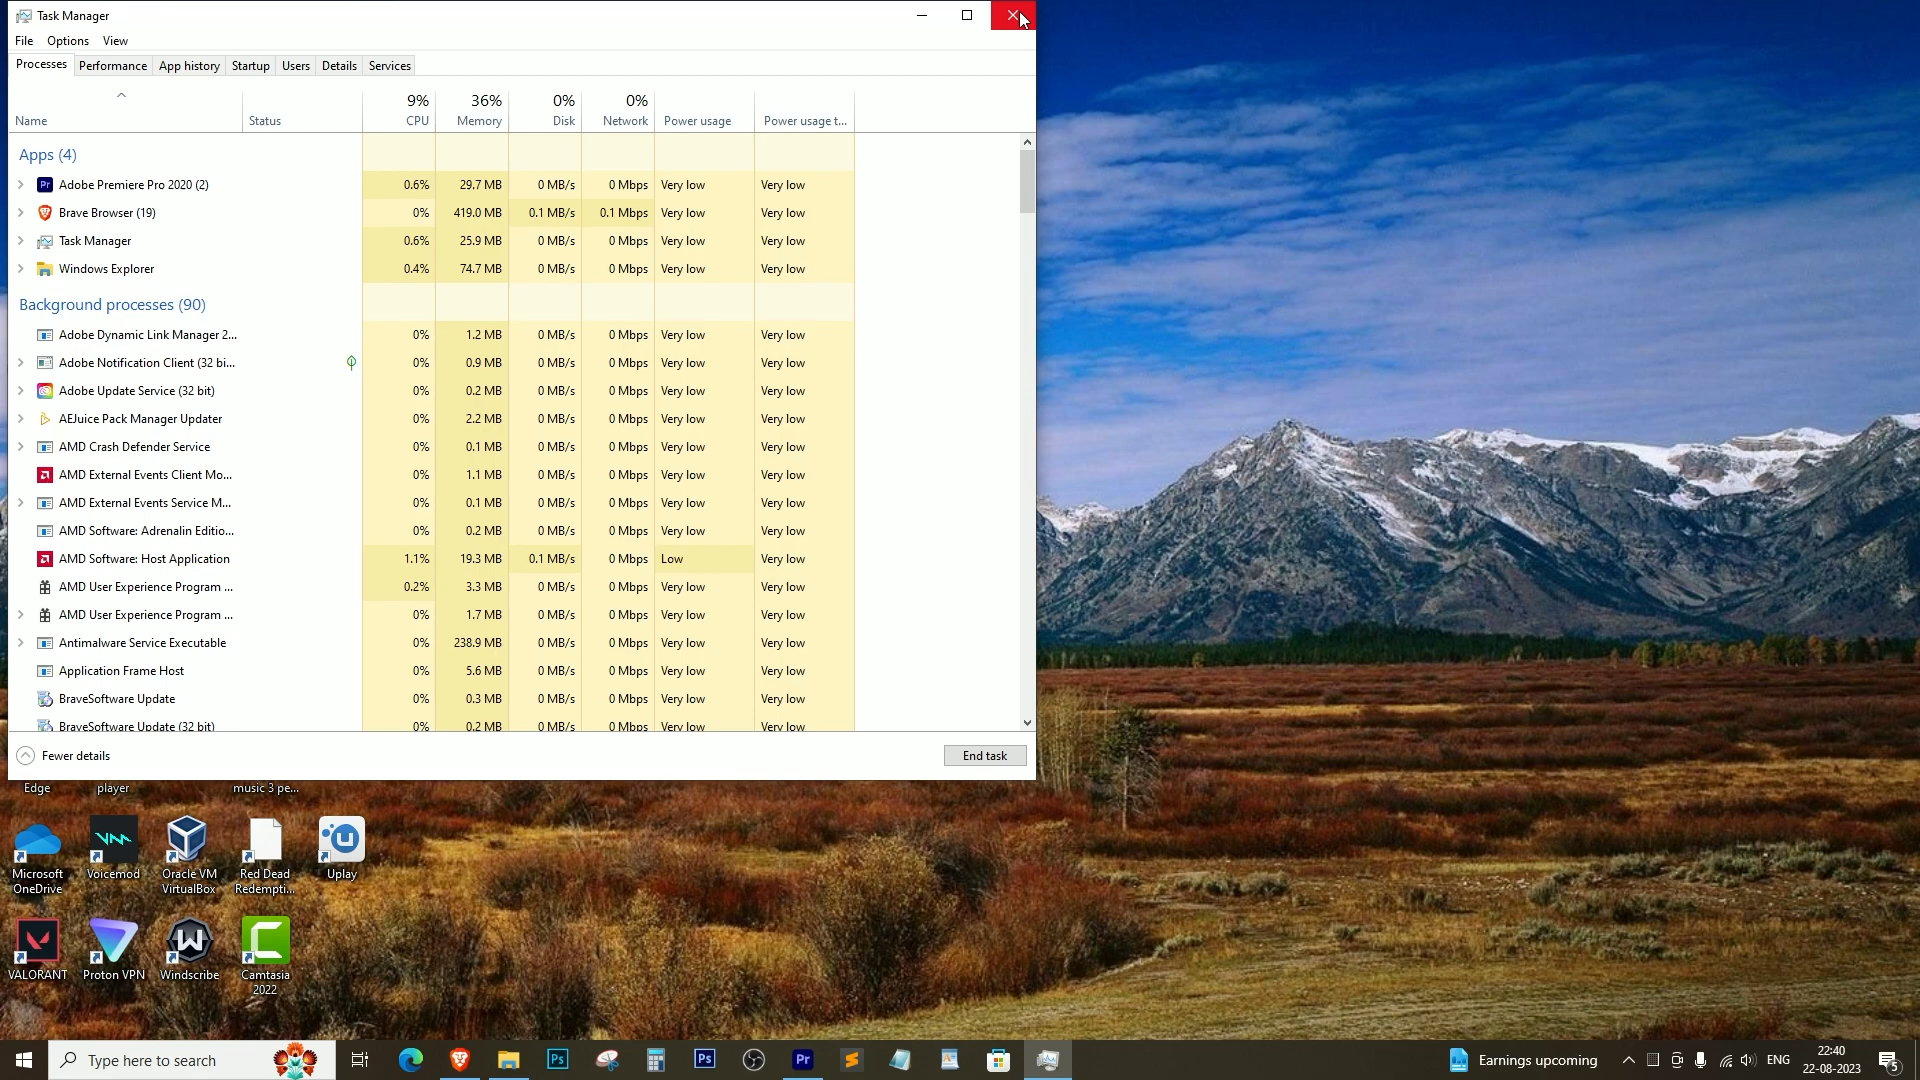 Task Manager
File Options View
Processes Performance App history Startup Users Details Services
9% 36% 0% 0%
Name Status CPU Memory Disk Network Power usage Power usage t...
Apps (4)
Pr Adobe Premiere Pro 2020 (2) 0.6% 29.7 MB 0 MB/s 0 Mbps Very low Very low
Brave Browser (19) 0% 419.0 MB 0.1 MB/s 0.1 Mbps Very low Very low
Task Manager 0.6% 25.9 MB 0 MB/s 0 Mbps Very low Very low
Windows Explorer 0.4% 74.7 MB 0 MB/s 0 Mbps Very low Very low
Background processes (90)
Adobe Dynamic Link Manager 2... 0% 1.2 MB 0 MB/s 0 Mbps Very low Very low
Adobe Notification Client (32 bi... 0% 0.9 MB 0 MB/s 0 Mbps Very low Very low
Adobe Update Service (32 bit) 0% 0.2 MB 0 MB/s 0 Mbps Very low Very low
AEJuice Pack Manager Updater 0% 2.2 MB 0 MB/s 0 Mbps Very low Very low
AMD Crash Defender Service 0% 0.1 MB 0 MB/s 0 Mbps Very low Very low
AMD External Events Client Mo... 0% 1.1 MB 0 MB/s 0 Mbps Very low Very low
AMD External Events Service M... 0% 0.1 MB 0 MB/s 0 Mbps Very low Very low
AMD Software: Adrenalin Editio... 0% 0.2 MB 0 MB/s 0 Mbps Very low Very low
AMD Software: Host Application 1.1% 19.3 MB 0.1 MB/s 0 Mbps Low Very low
AMD User Experience Program ... 0.2% 3.3 MB 0 MB/s 0 Mbps Very low Very low
AMD User Experience Program ... 0% 1.7 MB 0 MB/s 0 Mbps Very low Very low
Antimalware Service Executable 0% 238.9 MB 0 MB/s 0 Mbps Very low Very low
Application Frame Host 0% 5.6 MB 0 MB/s 0 Mbps Very low Very low
BraveSoftware Update 0% 0.3 MB 0 MB/s 0 Mbps Very low Very low
BraveSoftware Update (32 bit) 0% 0.2 MB 0 MB/s 0 Mbps Very low Very low
Fewer details End task
Edge player music 3 pe...
Microsoft OneDrive
Voicemod
Oracle VM VirtualBox
Red Dead Redempti...
Uplay
VALORANT
Proton VPN
Windscribe
Camtasia 2022
Type here to search Ps Ps Pr Earnings upcoming ENG 22:40
22-08-2023 5